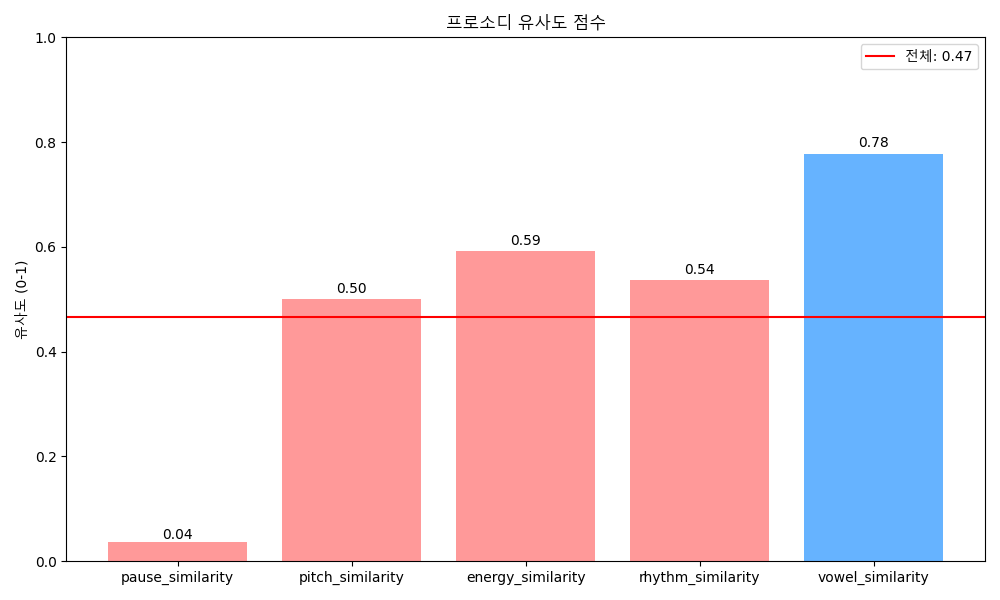 프로소디 유사도 점수
전체: 0.47
유사도 (0-1)
1.0
0.8
0.6
0.4
0.2
0.0
0.04
0.50
0.59
0.54
0.78
pause_similarity
pitch_similarity
energy_similarity
rhythm_similarity
vowel_similarity